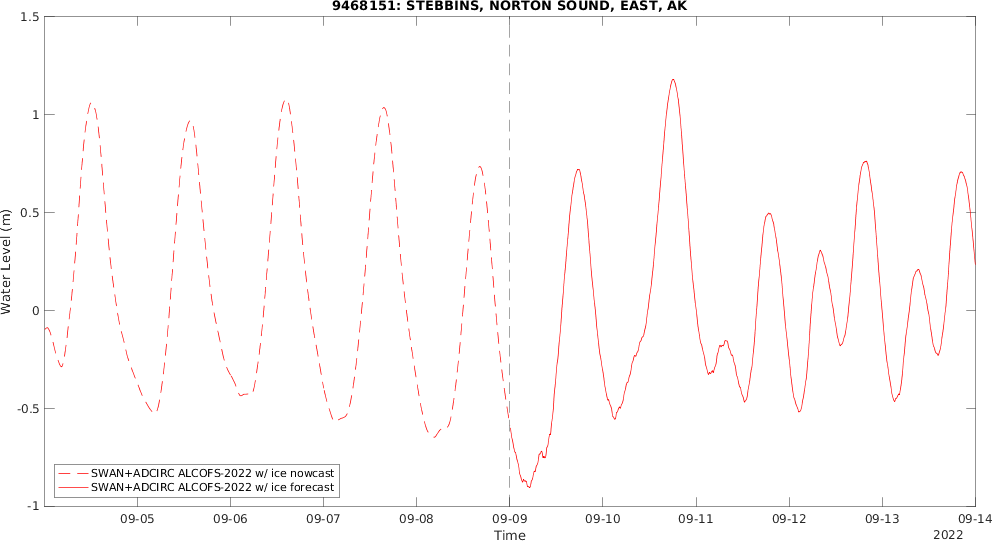 9468151: STEBBINS, NORTON SOUND, EAST, AK
1.5
1
0.5
0
-0.5
-1
Water Level (m)
SWAN+ADCIRC ALCOFS-2022 w/ ice nowcast
SWAN+ADCIRC ALCOFS-2022 w/ ice forecast
09-05 09-06 09-07 09-08 09-09 09-10 09-11 09-12 09-13 09-14
Time
2022